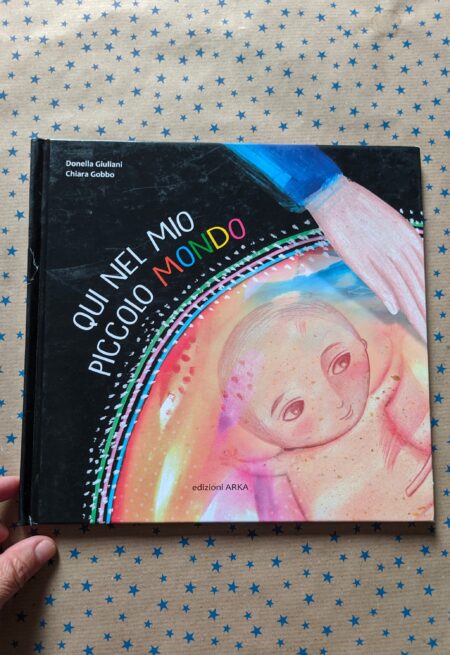 Donella Giuliani
Chiara Gobbo
QUI NEL MIO
PICCOLO MONDO
edizioni ARKA